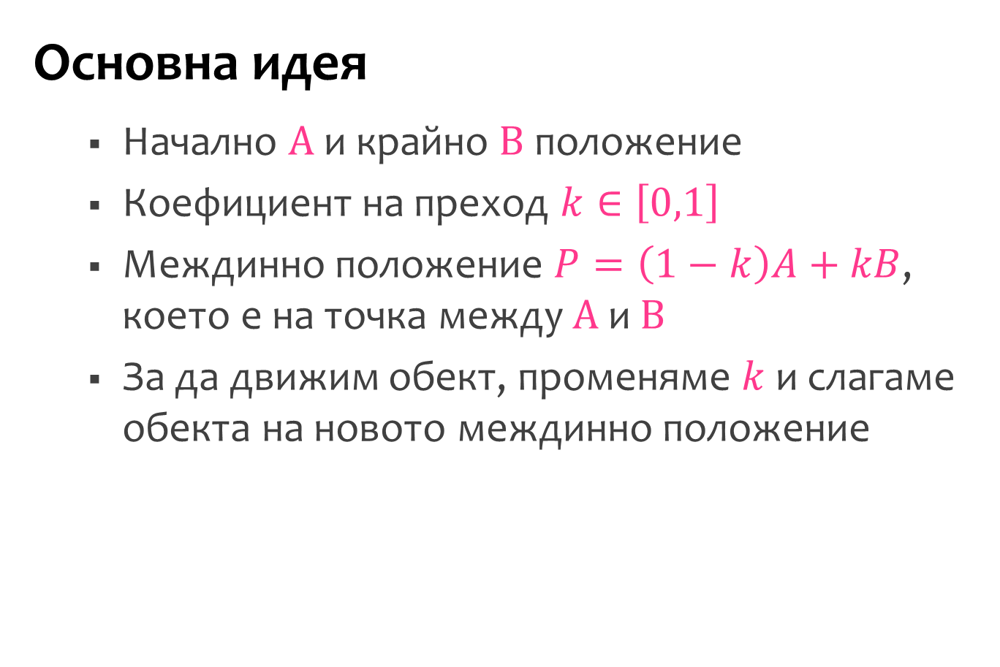 Основна идея
▪ Начално A и крайно B положение
▪ Коефициент на преход k ∈ [0,1]
▪ Междинно положение P = (1 − k)A + kB,
което е на точка между A и B
▪ За да движим обект, променяме k и слагаме
обекта на новото междинно положение